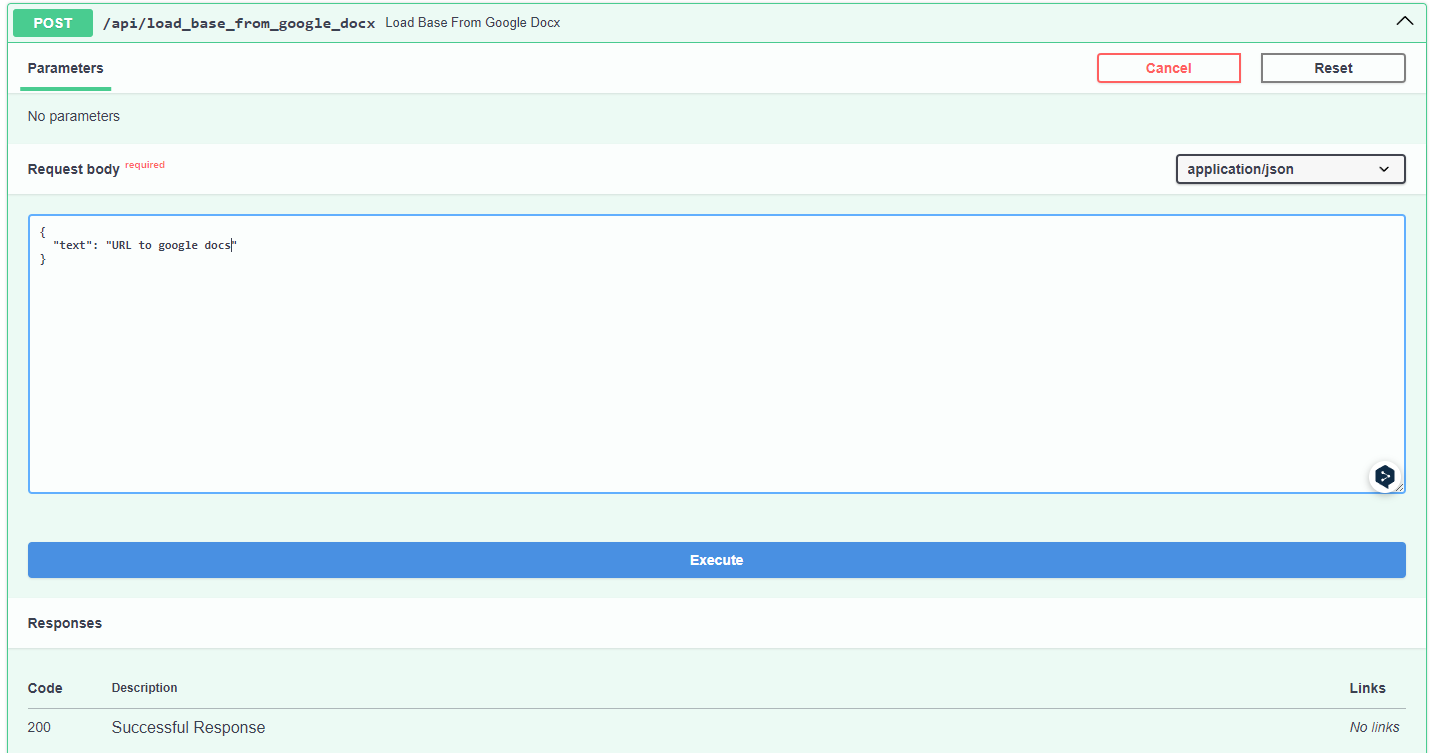 POST /api/load_base_from_google_docx Load Base From Google Docx
Parameters Cancel Reset
No parameters
Request body required application/json
{
"text": "URL to google docs"
}
Execute
Responses
Code Description Links
200 Successful Response No links